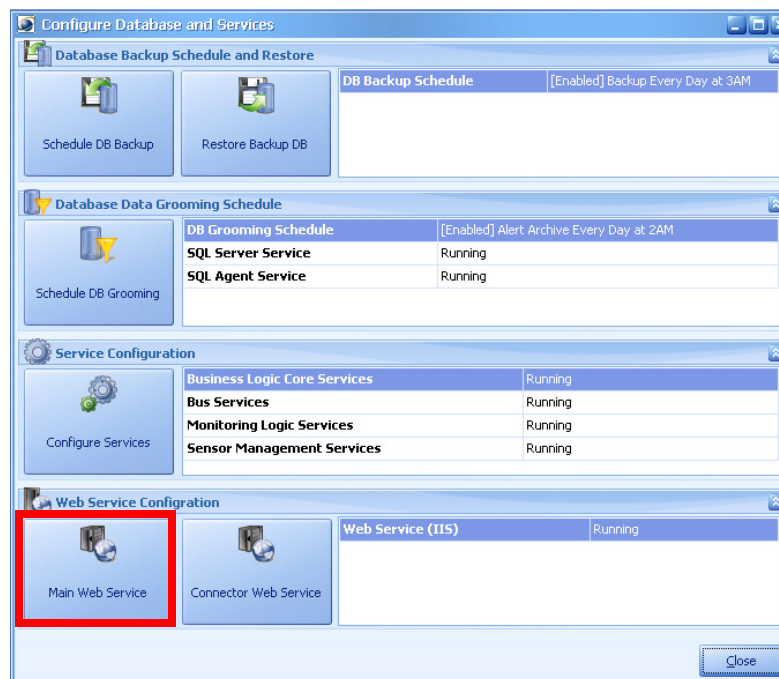 Configure Database and Services
Database Backup Schedule and Restore
Schedule DB Backup
Restore Backup DB
DB Backup Schedule [Enabled] Backup Every Day at 3AM
Database Data Grooming Schedule
Schedule DB Grooming
DB Grooming Schedule [Enabled] Alert Archive Every Day at 2AM
SQL Server Service Running
SQL Agent Service Running
Service Configuration
Configure Services
Business Logic Core Services Running
Bus Services Running
Monitoring Logic Services Running
Sensor Management Services Running
Web Service Configration
Main Web Service
Connector Web Service
Web Service (IIS) Running
Close